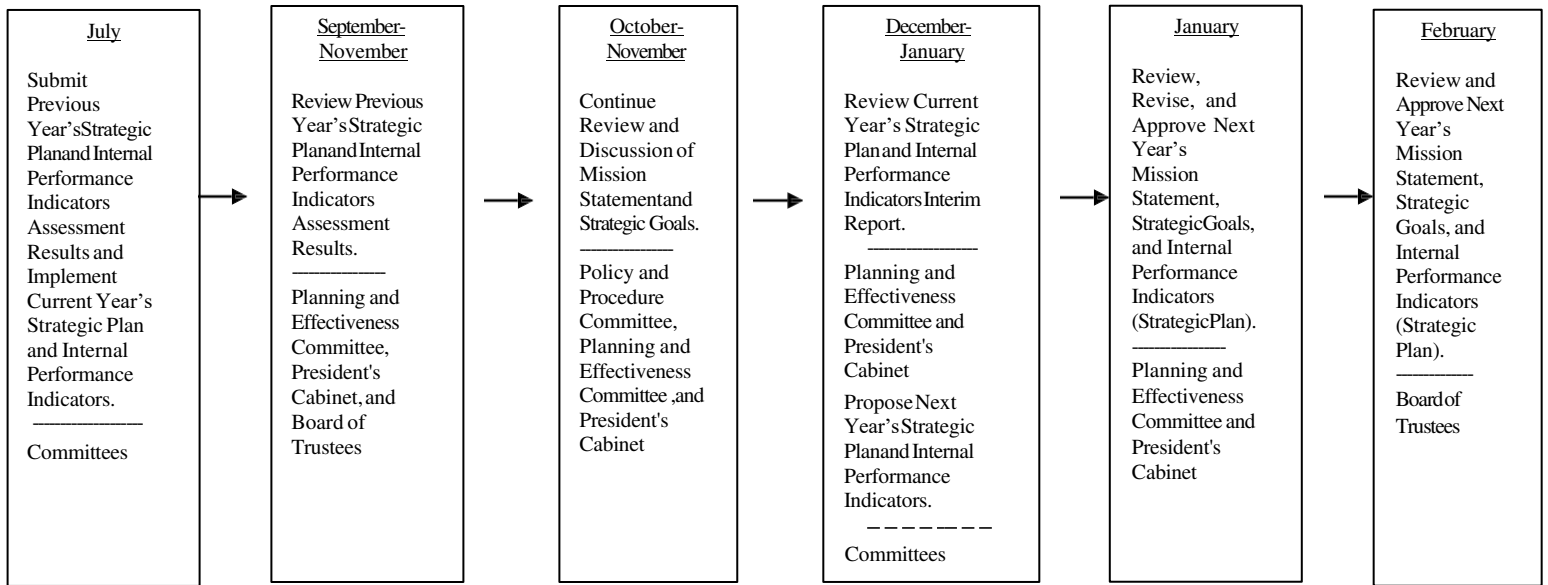 July
Submit
Previous
Year'sStrategic
Planand Internal
Performance
Indicators
Assessment
Results and
Implement
Current Year's
Strategic Plan
and Internal
Performance
Indicators.
--------------------
Committees
September-
November
Review Previous
Year's Strategic
Planand Internal
Performance
Indicators
Assessment
Results.
-----------------
Planning and
Effectiveness
Committee,
President's
Cabinet, and
Board of
Trustees
October-
November
Continue
Review and
Discussion of
Mission
Statementand
Strategic Goals.
-----------------
Policy and
Procedure
Committee,
Planning and
Effectiveness
Committee ,and
President's
Cabinet
December-
January
Review Current
Year's Strategic
Planand Internal
Performance
Indicators Interim
Report.
--------------------
Planning and
Effectiveness
Committee and
President's
Cabinet
Propose Next
Year's Strategic
Planand Internal
Performance
Indicators.
— — — — — — — —
Committees
January
Review,
Revise, and
Approve Next
Year's
Mission
Statement,
StrategicGoals,
and Internal
Performance
Indicators
(StrategicPlan).
-----------------
Planning and
Effectiveness
Committee and
President's
Cabinet
February
Review and
Approve Next
Year's
Mission
Statement,
Strategic
Goals, and
Internal
Performance
Indicators
(Strategic
Plan).
--------------
Board of
Trustees